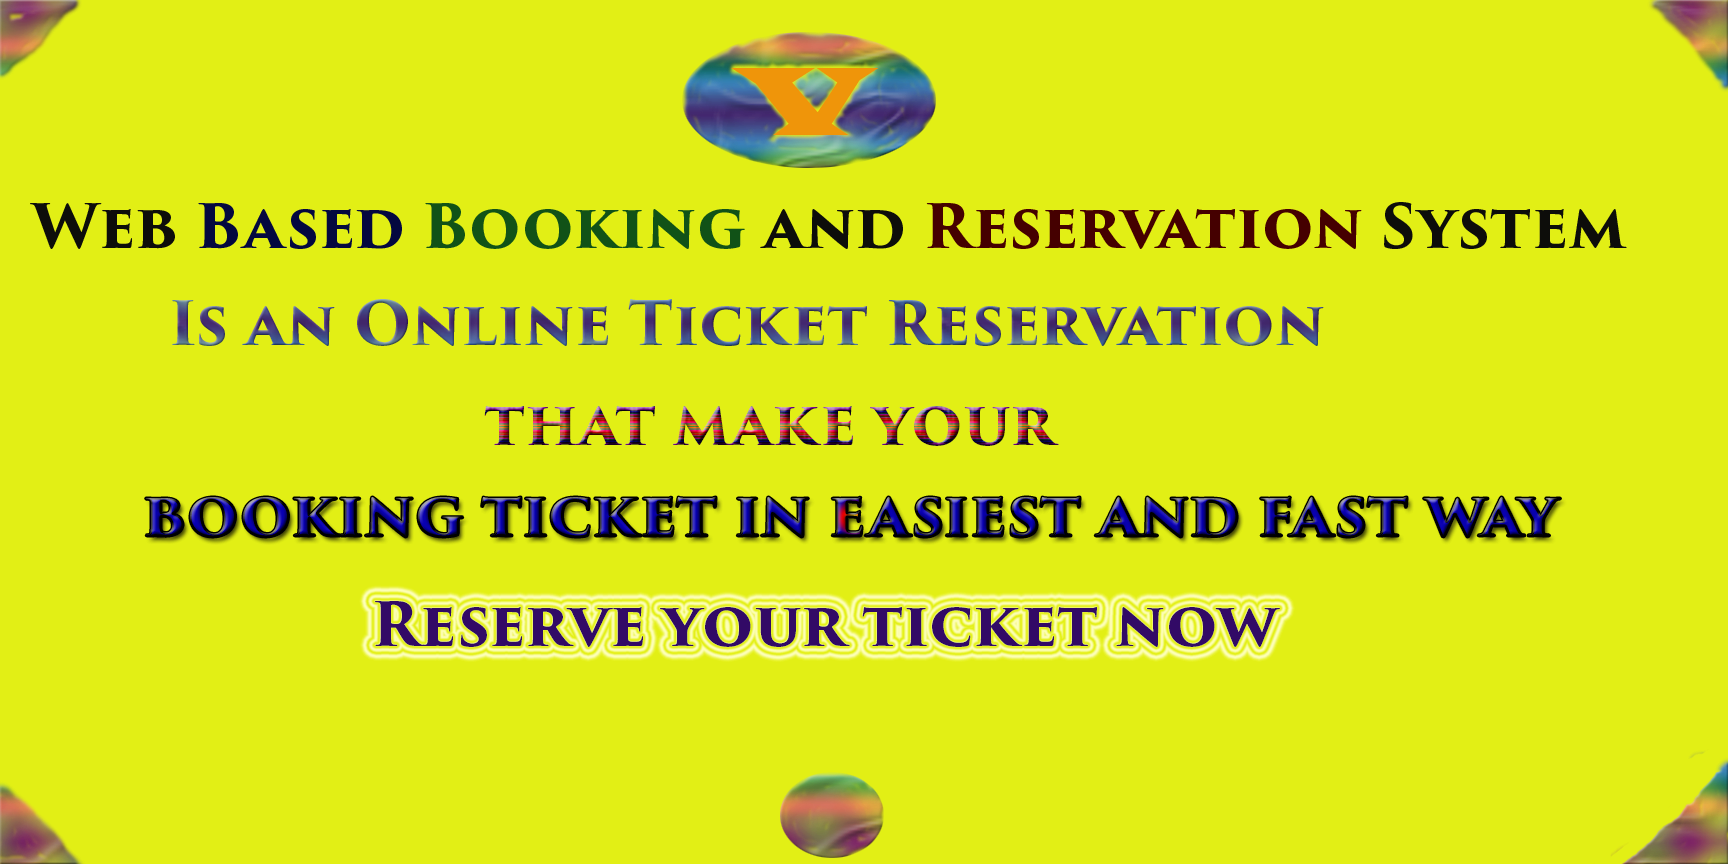 Y
Web Based Booking and Reservation System
Is an Online Ticket Reservation
that make your
booking ticket in easiest and fast way
Reserve your ticket now